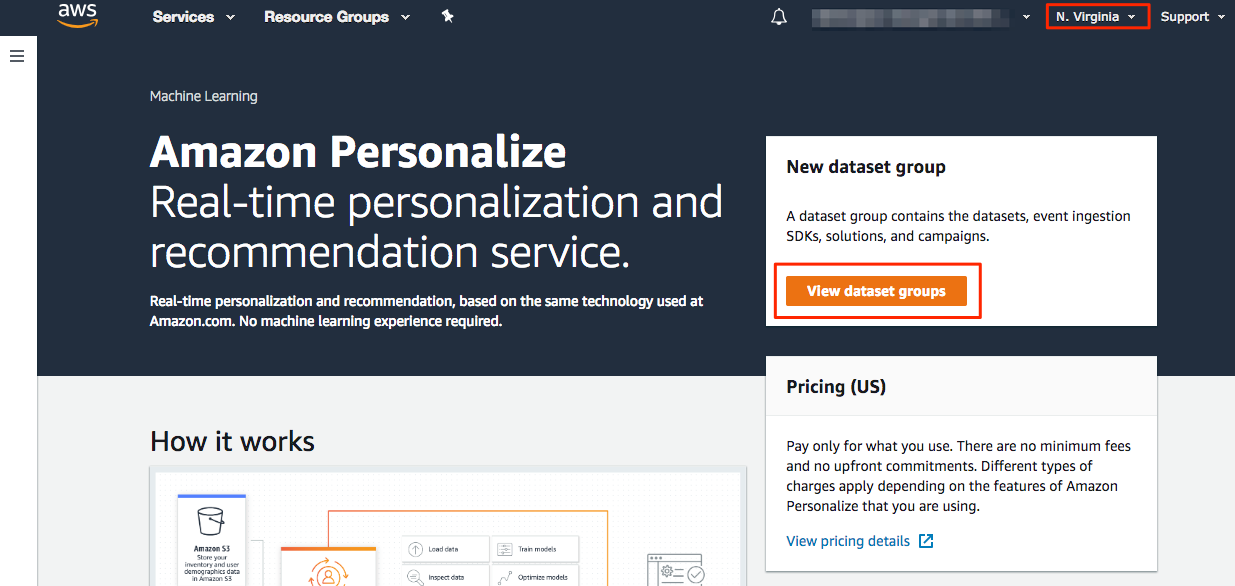 aws
Services
Resource Groups
N. Virginia
Support
Machine Learning
Amazon Personalize
Real-time personalization and
recommendation service.
Real-time personalization and recommendation, based on the same technology used at
Amazon.com. No machine learning experience required.
New dataset group
A dataset group contains the datasets, event ingestion
SDKs, solutions, and campaigns.
View dataset groups
Pricing (US)
Pay only for what you use. There are no minimum fees
and no upfront commitments. Different types of
charges apply depending on the features of Amazon
Personalize that you are using.
View pricing details
How it works
Amazon S3
Store your
inventory and user
demographics data
in Amazon S3
Load data
Train models
Inspect data
Optimize models